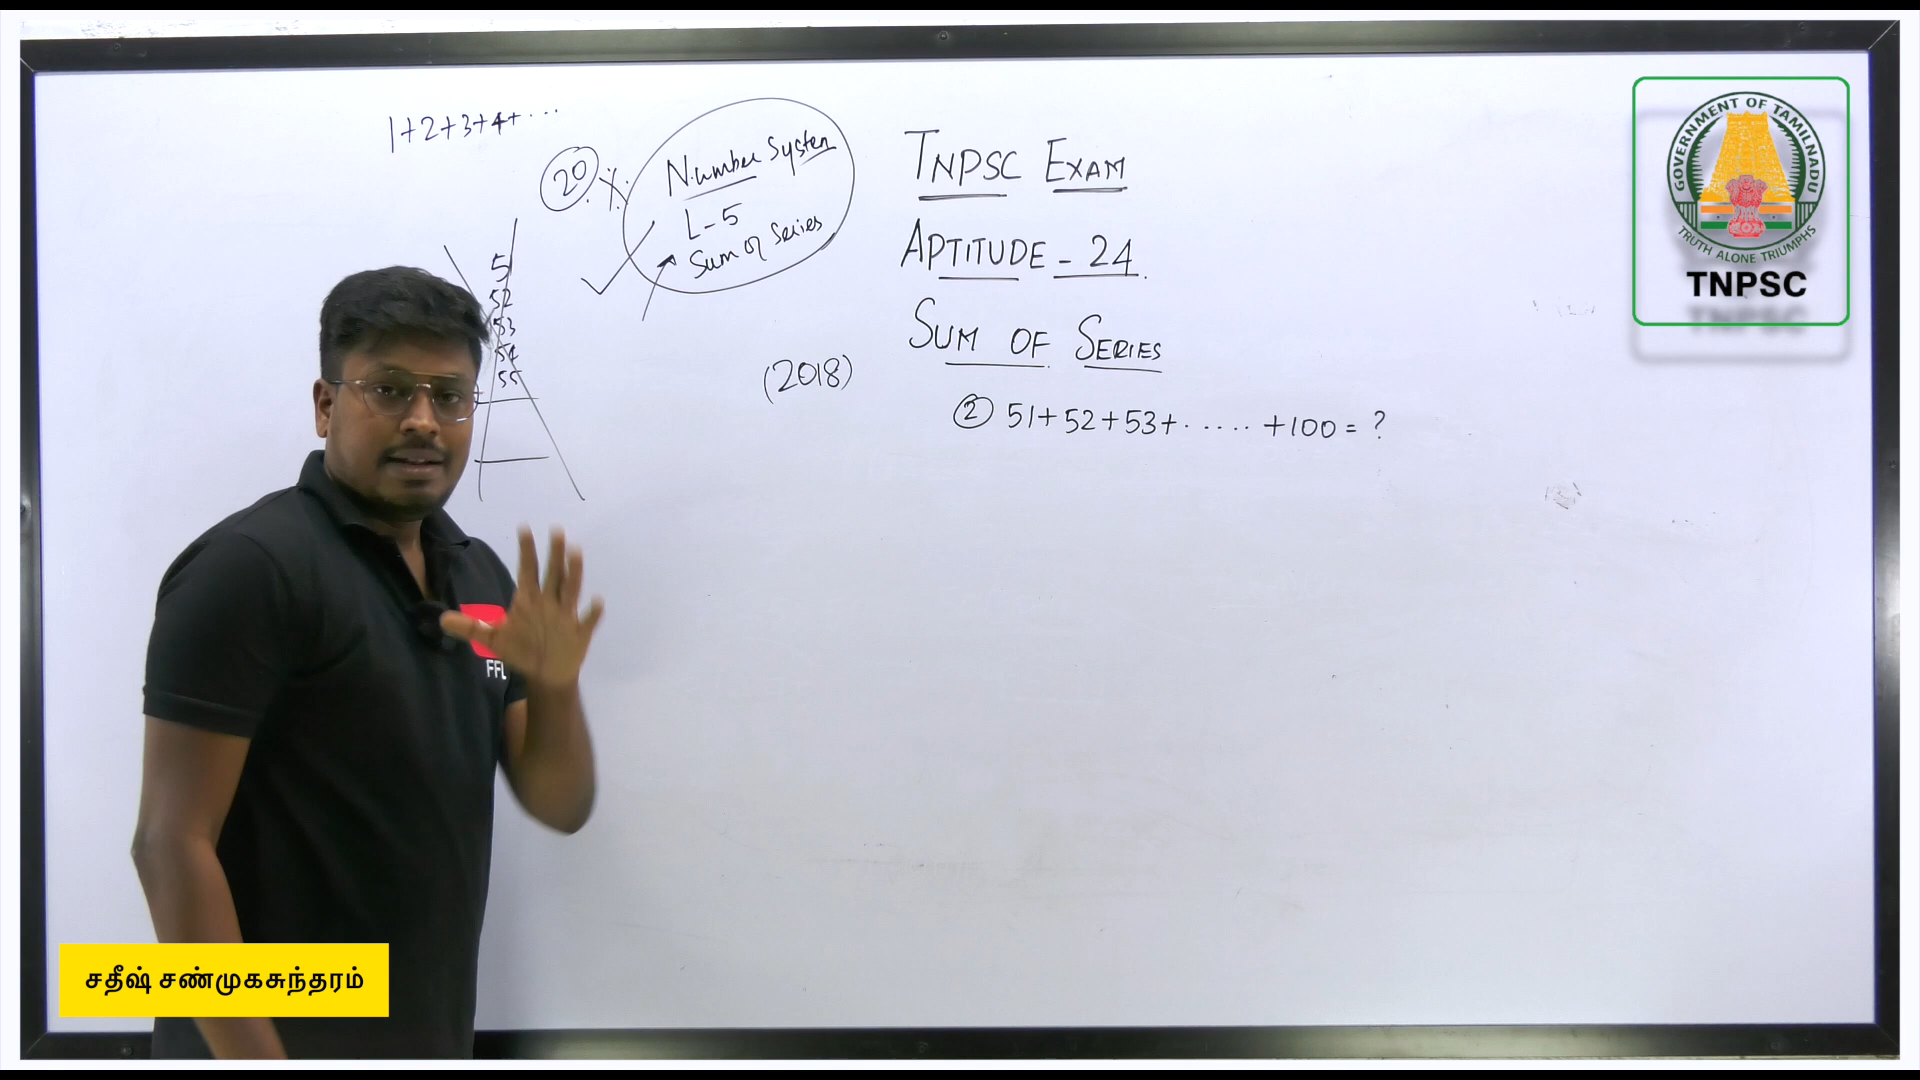 1+2+3+4+...
20 %
Number System
L-5
Sum of Series
51
52
53
54
55
TNPSC EXAM
APTITUDE - 24.
SUM OF SERIES
(2018)
② 51+52+53+.....+100=?
GOVERNMENT OF TAMILNADU
TRUTH ALONE TRIUMPHS
TNPSC
FFL
சதீஷ் சண்முகசுந்தரம்